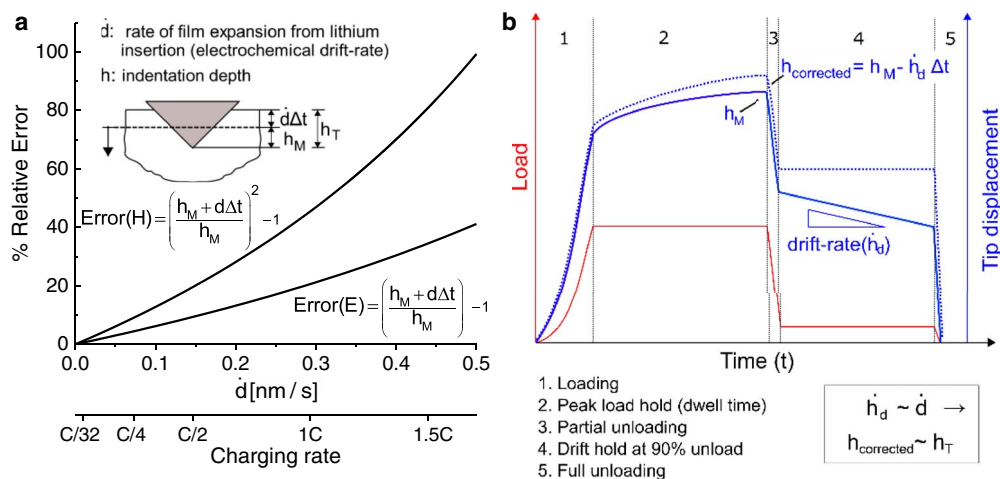 a
ḋ: rate of film expansion from lithium
insertion (electrochemical drift-rate)
h: indentation depth
ḋΔt
h_M
h_T
Error(H)=((h_M+dΔt)/h_M)^2 -1
Error(E)=((h_M+dΔt)/h_M) -1
% Relative Error
100
80
60
40
20
0
0.0 0.1 0.2 0.3 0.4 0.5
ḋ[nm / s]
C/32 C/4 C/2 1C 1.5C
Charging rate
b
1 2 3 4 5
h_corrected = h_M - ḣ_d Δt
h_M
drift-rate(ḣ_d)
Load
Tip displacement
Time (t)
1. Loading
2. Peak load hold (dwell time)
3. Partial unloading
4. Drift hold at 90% unload
5. Full unloading
ḣ_d ~ ḋ →
h_corrected ~ h_T